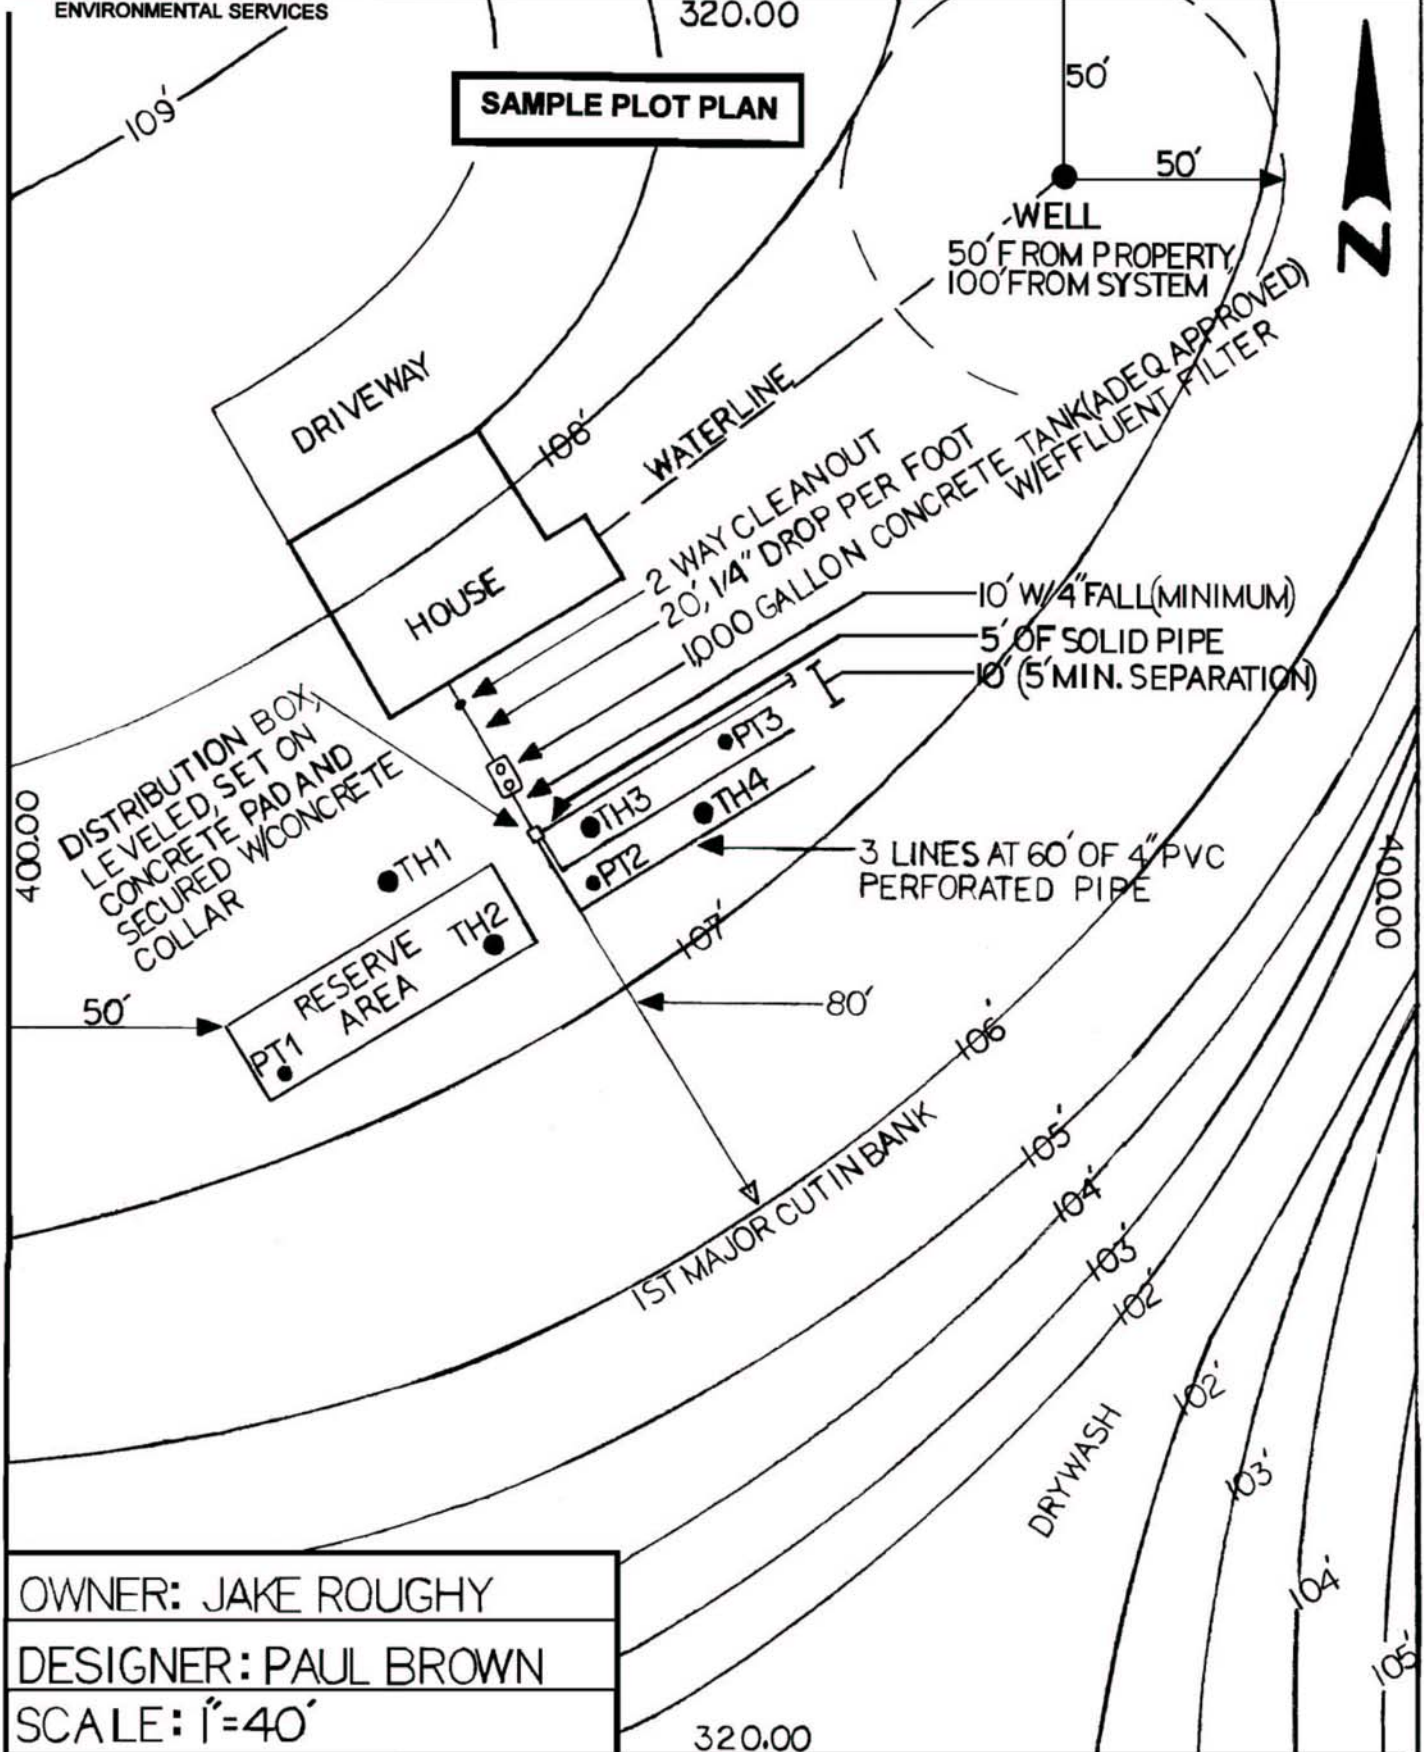 ENVIRONMENTAL SERVICES
320.00
SAMPLE PLOT PLAN
109'
50'
50'
N
WELL
50' FROM PROPERTY,
100' FROM SYSTEM
DRIVEWAY
108'
WATERLINE
HOUSE
2 WAY CLEANOUT
20', 1/4" DROP PER FOOT
1,000 GALLON CONCRETE TANK (ADEQ APPROVED)
W/EFFLUENT FILTER
10' W/4" FALL (MINIMUM)
5' OF SOLID PIPE
10' (5' MIN. SEPARATION)
DISTRIBUTION BOX,
LEVELED, SET ON
CONCRETE PAD AND
SECURED W/CONCRETE
COLLAR
400.00
400.00
PT3
TH3
TH4
PT2
TH1
TH2
3 LINES AT 60' OF 4" PVC
PERFORATED PIPE
RESERVE
AREA
PT1
50'
107'
80'
106'
1ST MAJOR CUT IN BANK
105'
104'
103'
102'
102'
103'
104'
105'
DRYWASH
OWNER: JAKE ROUGHY
DESIGNER: PAUL BROWN
SCALE: 1"=40'
320.00